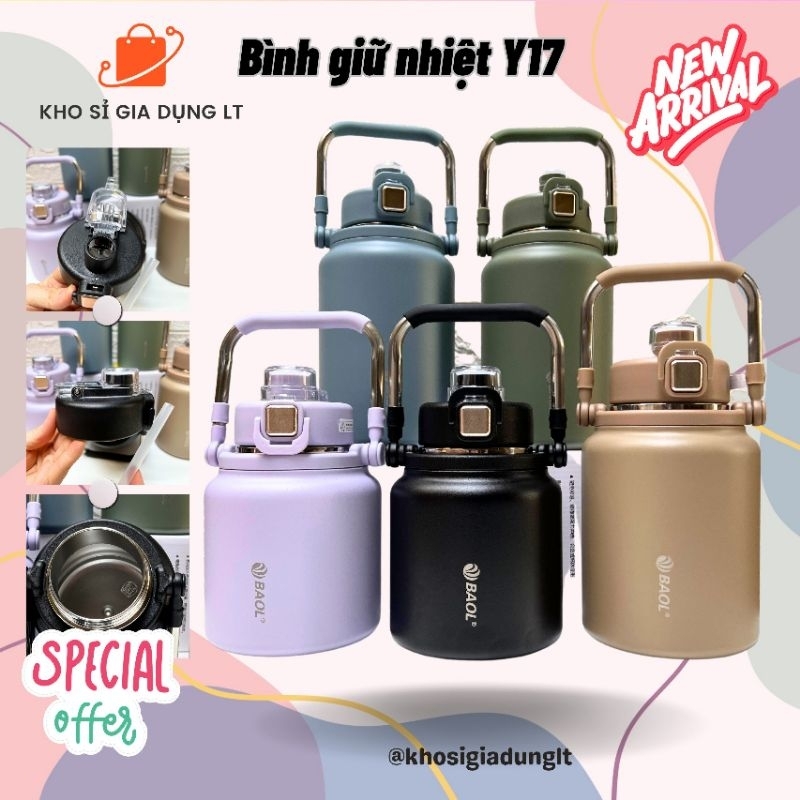 Bình giữ nhiệt Y17
KHO SỈ GIA DỤNG LT
NEW
ARRIVAL
BAOL
BAOL
BAOL
SPECIAL
offer
@khosigiadunglt